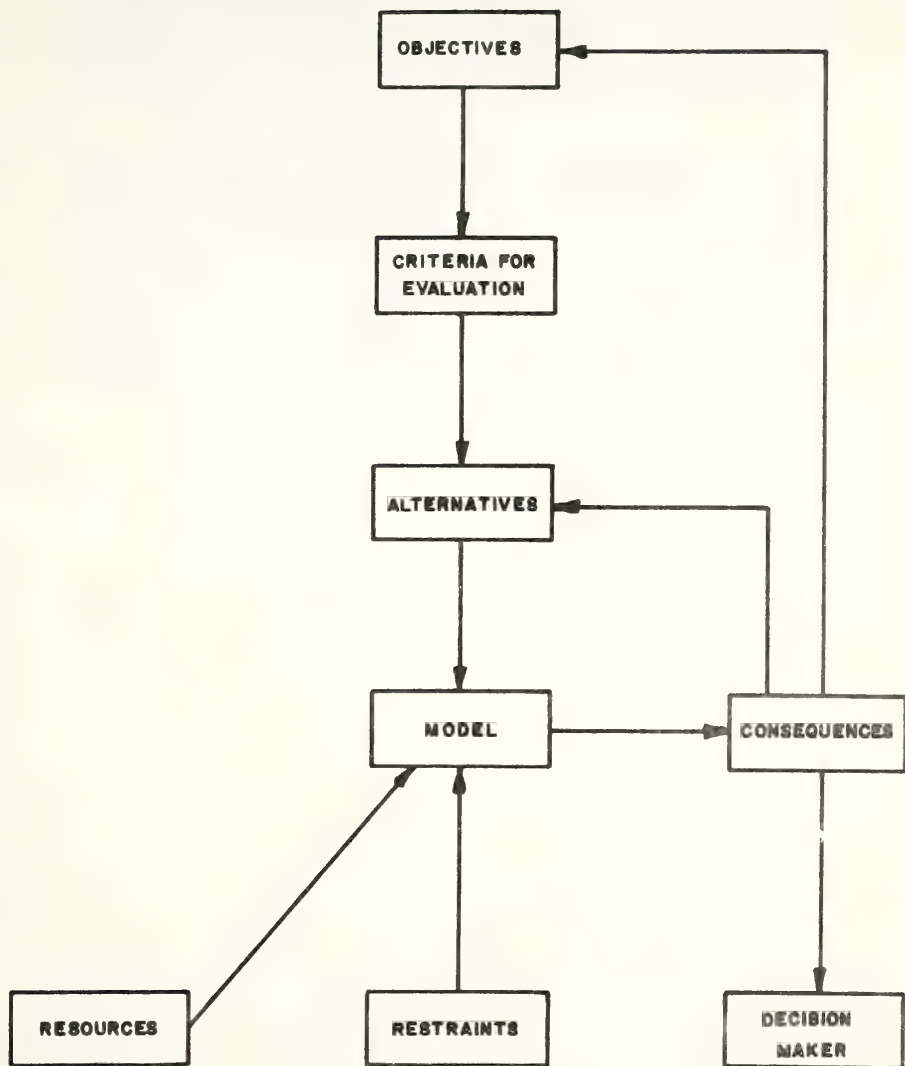 OBJECTIVES
CRITERIA FOR
EVALUATION
ALTERNATIVES
MODEL
CONSEQUENCES
RESOURCES
RESTRAINTS
DECISION
MAKER